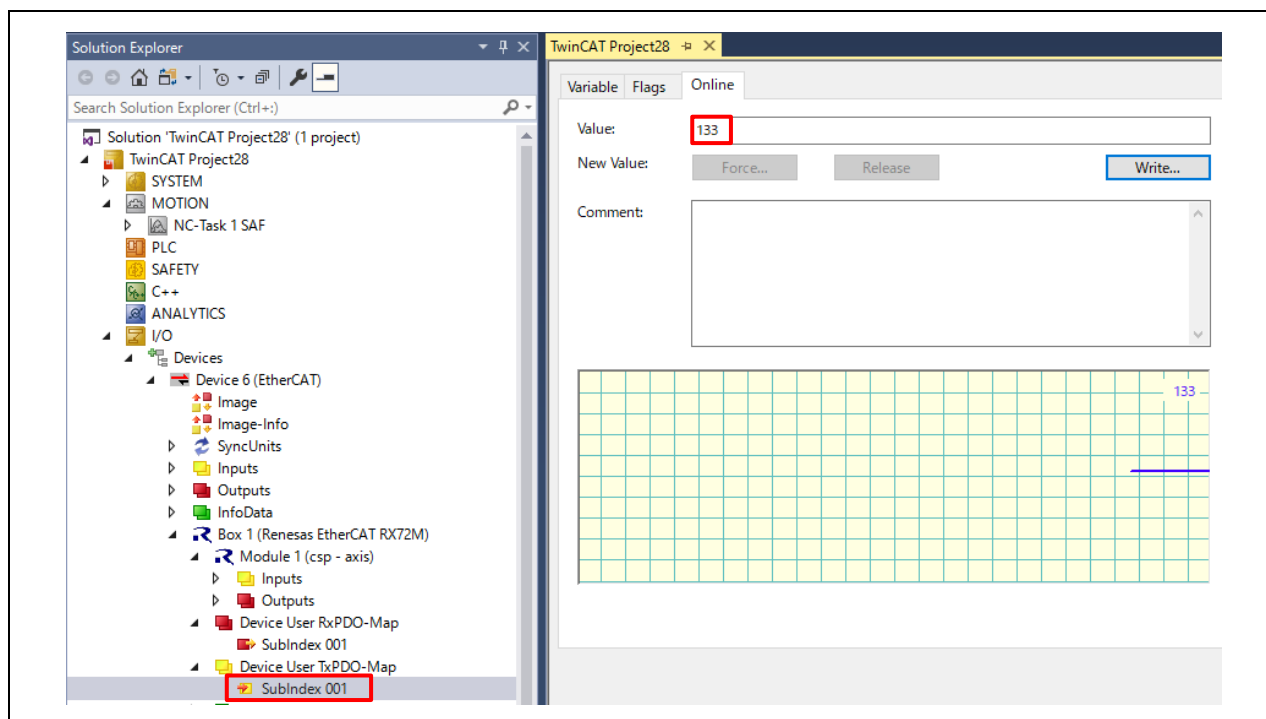 Solution Explorer
Search Solution Explorer (Ctrl+:)
Solution 'TwinCAT Project28' (1 project)
TwinCAT Project28
SYSTEM
MOTION
NC-Task 1 SAF
PLC
SAFETY
C++
ANALYTICS
I/O
Devices
Device 6 (EtherCAT)
Image
Image-Info
SyncUnits
Inputs
Outputs
InfoData
Box 1 (Renesas EtherCAT RX72M)
Module 1 (csp - axis)
Inputs
Outputs
Device User RxPDO-Map
SubIndex 001
Device User TxPDO-Map
SubIndex 001
TwinCAT Project28
Variable Flags Online
Value: 133
New Value: Force... Release Write...
Comment:
133